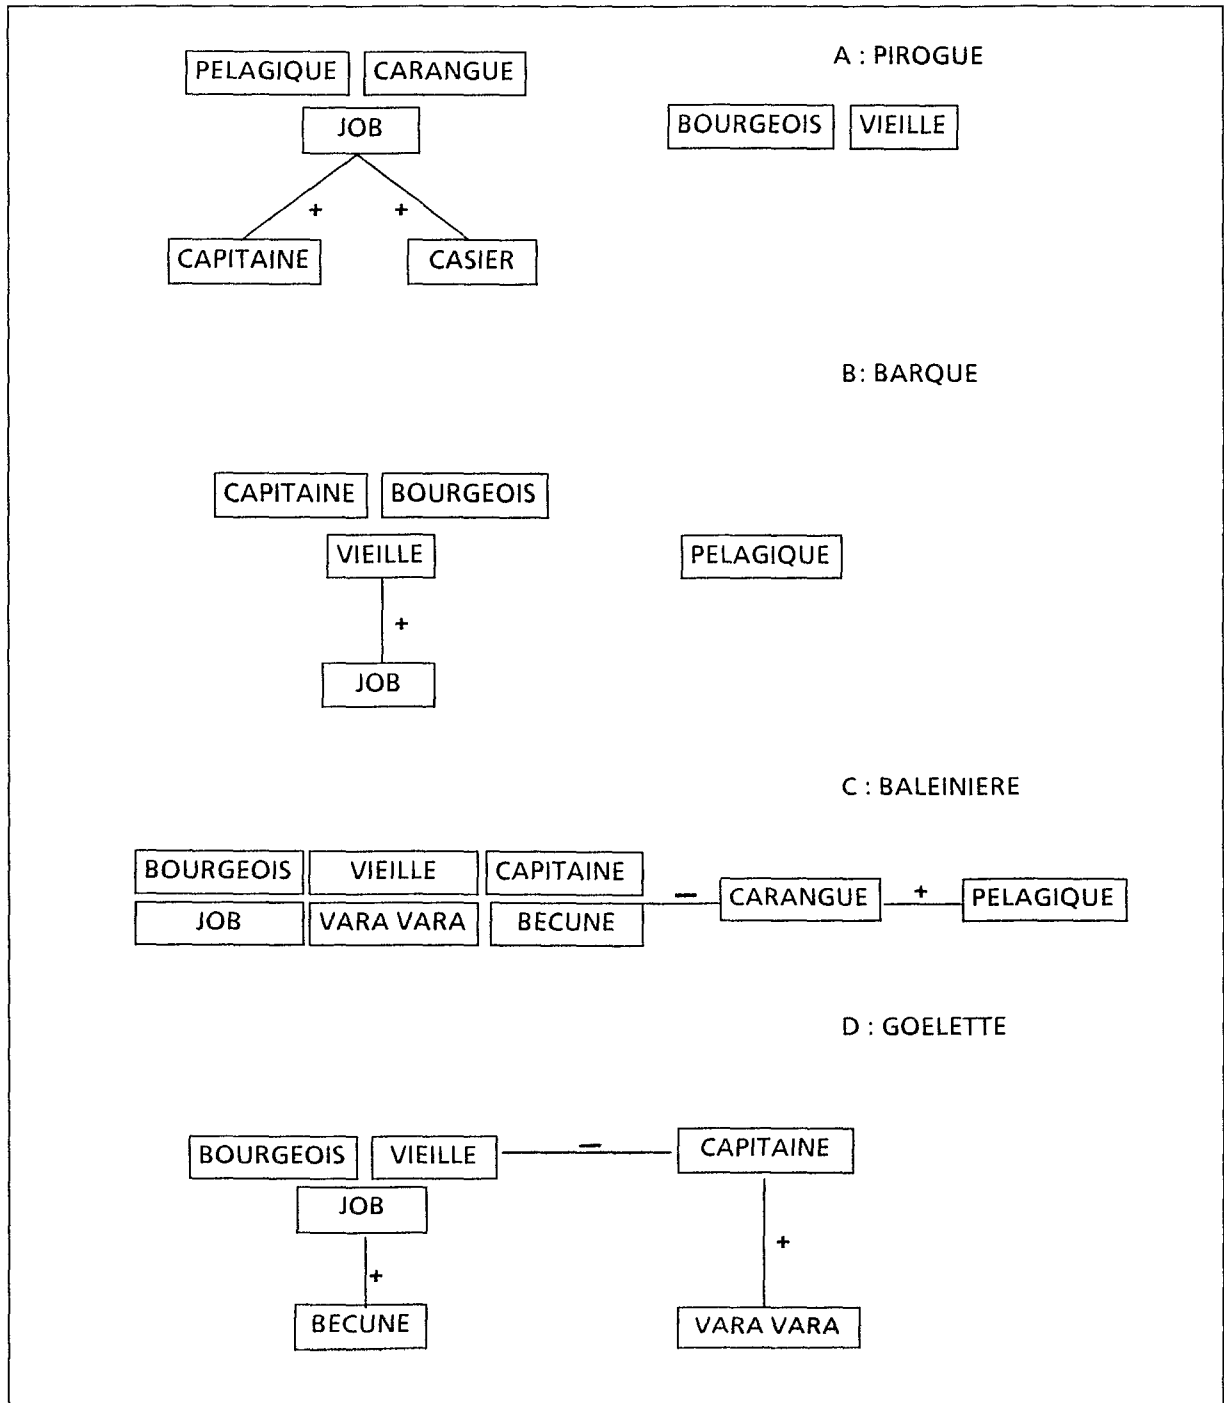 PELAGIQUE CARANGUE
A : PIROGUE
JOB
BOURGEOIS VIEILLE
+ +
CAPITAINE CASIER
B: BARQUE
CAPITAINE BOURGEOIS
VIEILLE
PELAGIQUE
+
JOB
C : BALEINIERE
BOURGEOIS VIEILLE CAPITAINE
− CARANGUE + PELAGIQUE
JOB VARA VARA BECUNE
D : GOELETTE
BOURGEOIS VIEILLE − CAPITAINE
JOB
+
+
BECUNE VARA VARA